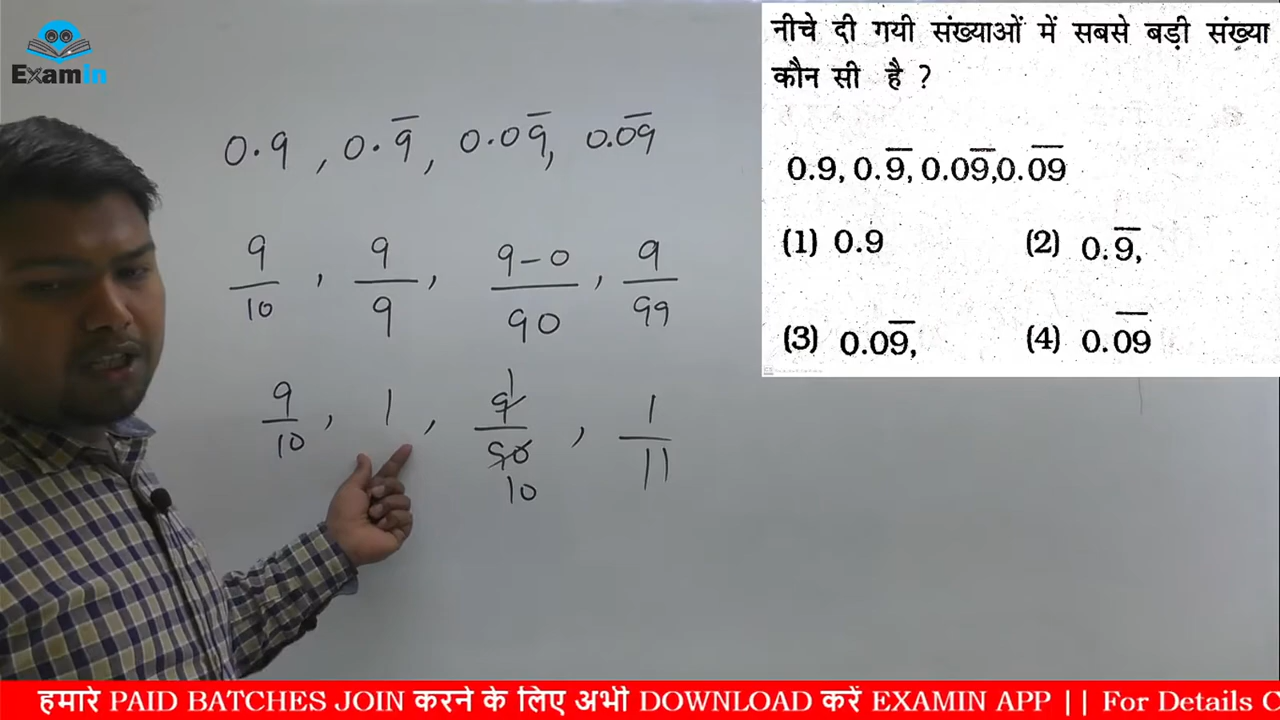 Examin
0.9, 0.9̅, 0.09̅, 0.0̅9̅
9/10, 9/9, 9-0/90, 9/99
9/10, 1, 9/90 1/10, 1/11
नीचे दी गयी संख्याओं में सबसे बड़ी संख्या
कौन सी है ?
0.9, 0.9̅, 0.09̅, 0.0̅9̅
(1) 0.9 (2) 0.9̅,
(3) 0.09̅, (4) 0.0̅9̅
हमारे PAID BATCHES JOIN करने के लिए अभी DOWNLOAD करें EXAMIN APP || For Details C